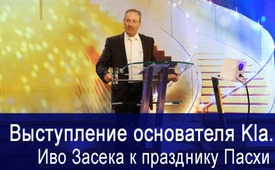 Выступление основателя Kla.
Иво Засека к празднику Пасхи